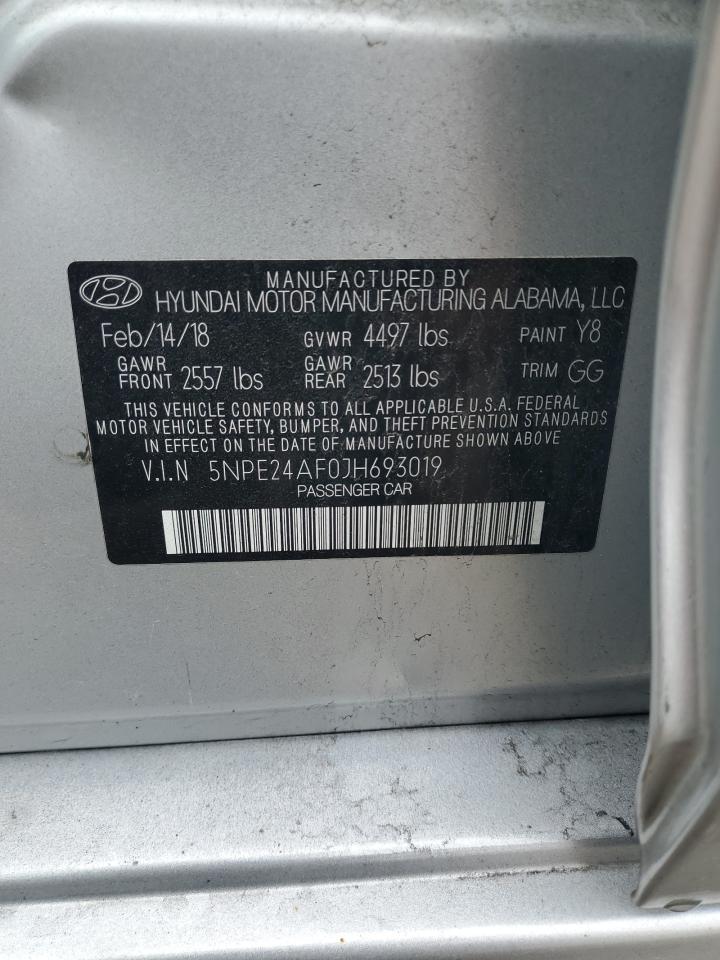 MANUFACTURED BY
HYUNDAI MOTOR MANUFACTURING ALABAMA, LLC
Feb/14/18 GVWR 4497 lbs PAINT Y8
GAWR FRONT 2557 lbs GAWR REAR 2513 lbs TRIM GG
THIS VEHICLE CONFORMS TO ALL APPLICABLE U.S.A. FEDERAL
MOTOR VEHICLE SAFETY, BUMPER, AND THEFT PREVENTION STANDARDS
IN EFFECT ON THE DATE OF MANUFACTURE SHOWN ABOVE
V.I.N 5NPE24AF0JH693019
PASSENGER CAR